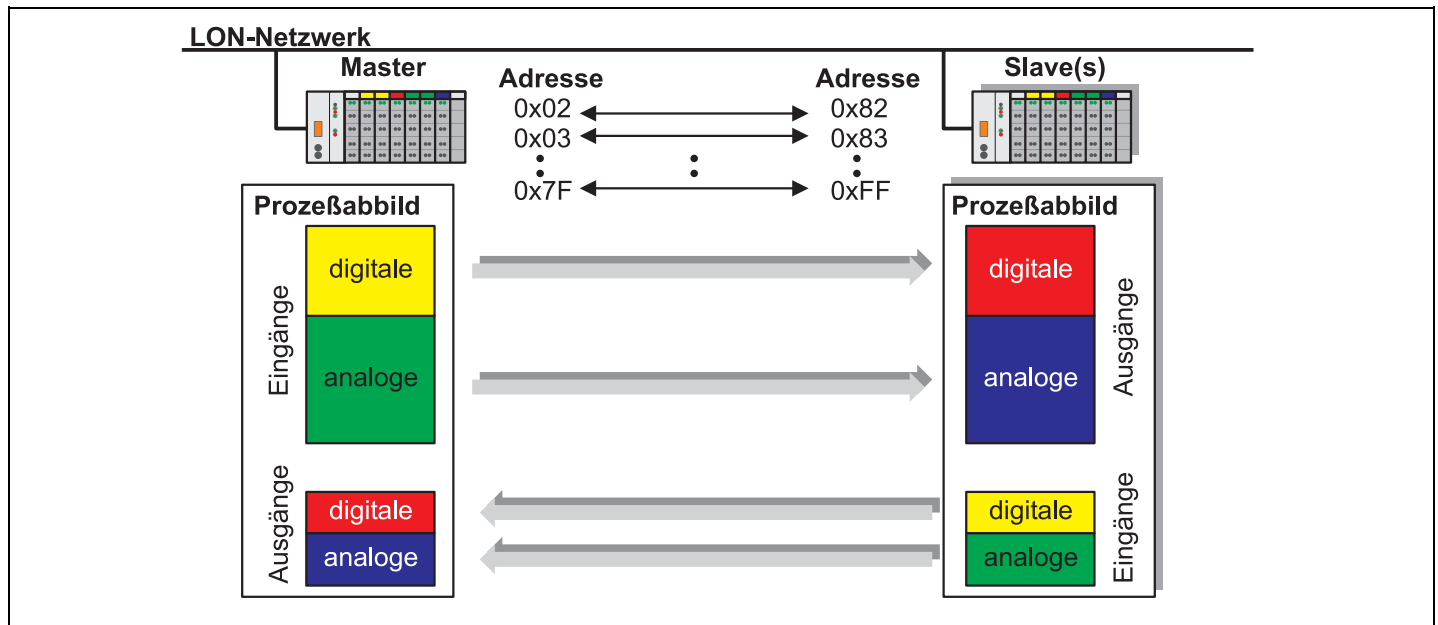 LON-Netzwerk
Master
Slave(s)
Adresse
Adresse
0x02
0x82
0x03
0x83
0x7F
0xFF
Prozeßabbild
Prozeßabbild
Eingänge
digitale
analoge
digitale
analoge
Ausgänge
Ausgänge
digitale
analoge
digitale
analoge
Eingänge